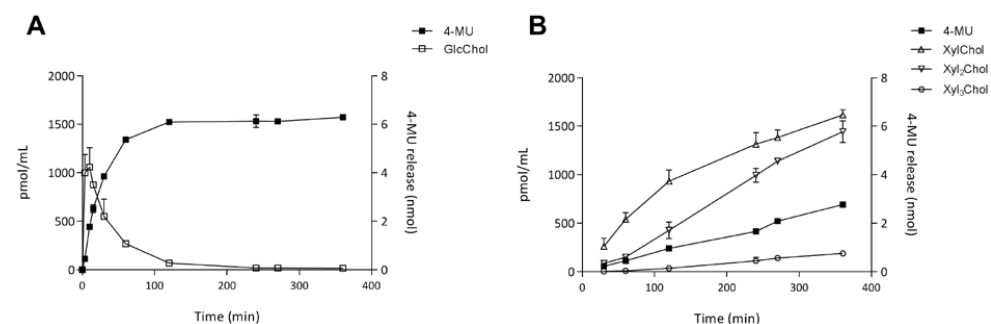 A
4-MU
GlcChol
2000
1500
1000
500
0
pmol/mL
8
6
4
2
0
4-MU release (nmol)
0
100
200
300
400
Time (min)
B
4-MU
XylChol
Xyl₂Chol
Xyl₃Chol
2000
1500
1000
500
0
pmol/mL
8
6
4
2
0
4-MU release (nmol)
0
100
200
300
400
Time (min)